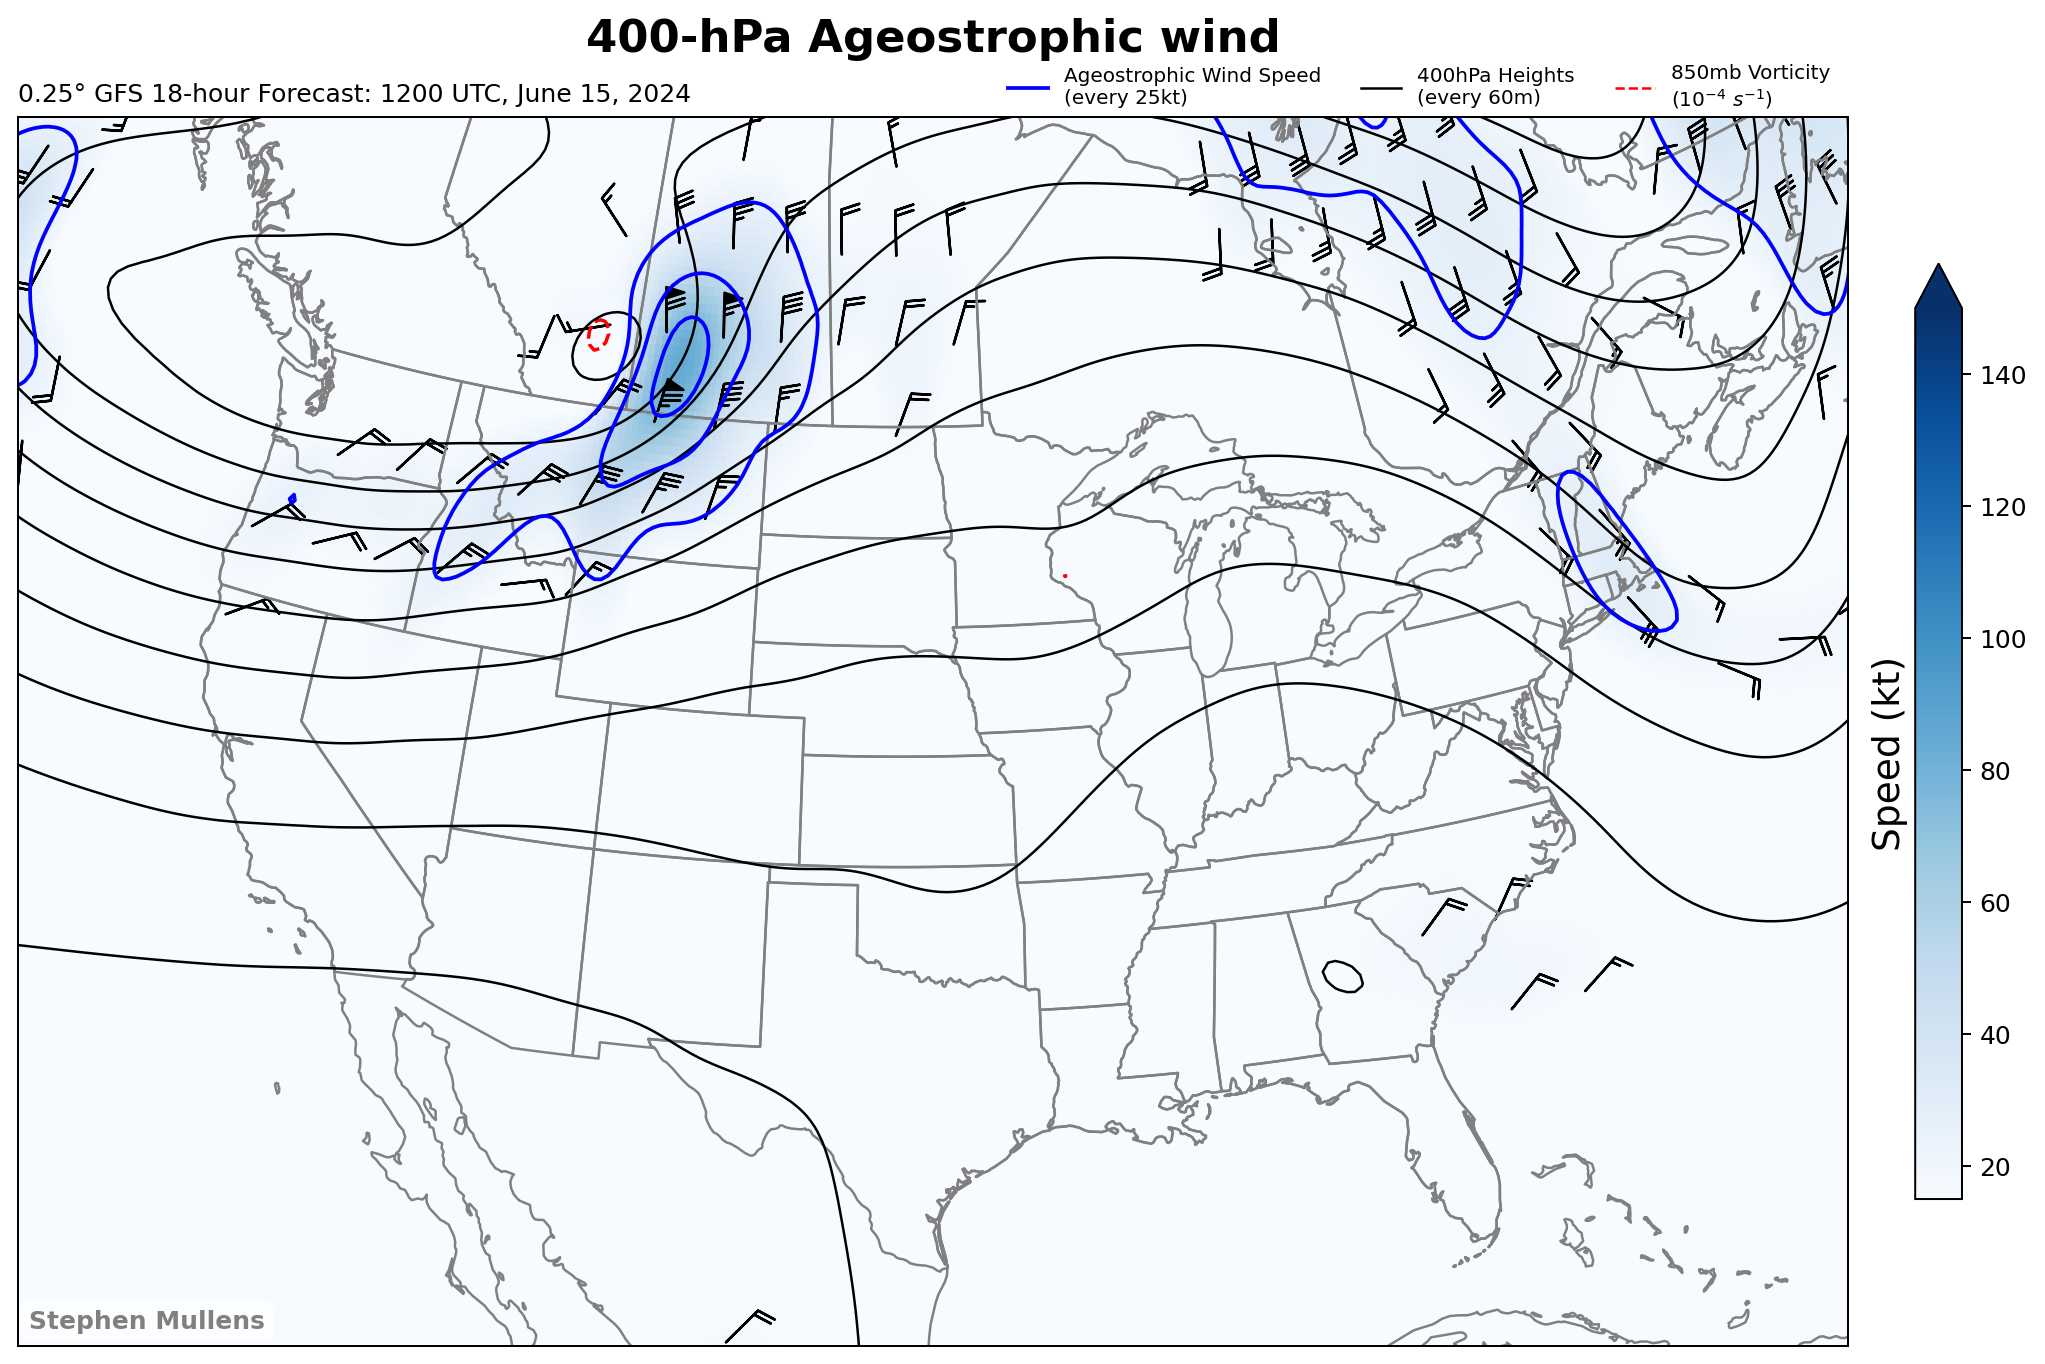 400-hPa Ageostrophic wind
0.25° GFS 18-hour Forecast: 1200 UTC, June 15, 2024
Ageostrophic Wind Speed
(every 25kt)
400hPa Heights
(every 60m)
850mb Vorticity
(10⁻⁴ s⁻¹)
140
120
100
80
60
40
20
Speed (kt)
Stephen Mullens